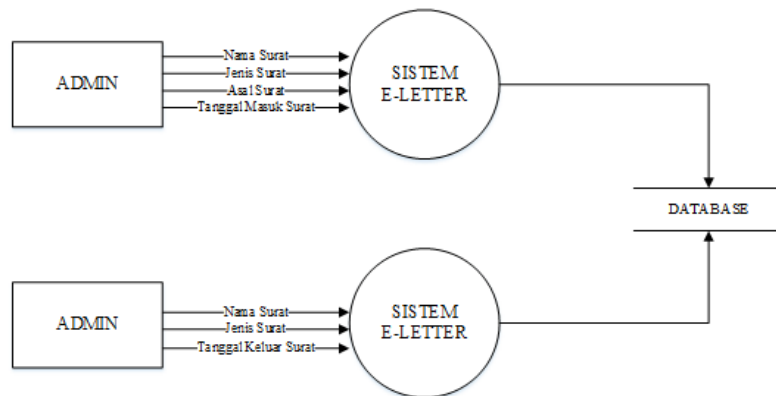 ADMIN
Nama Surat
Jenis Surat
Asal Surat
Tanggal Masuk Surat
SISTEM
E-LETTER
DATABASE
ADMIN
Nama Surat
Jenis Surat
Tanggal Keluar Surat
SISTEM
E-LETTER